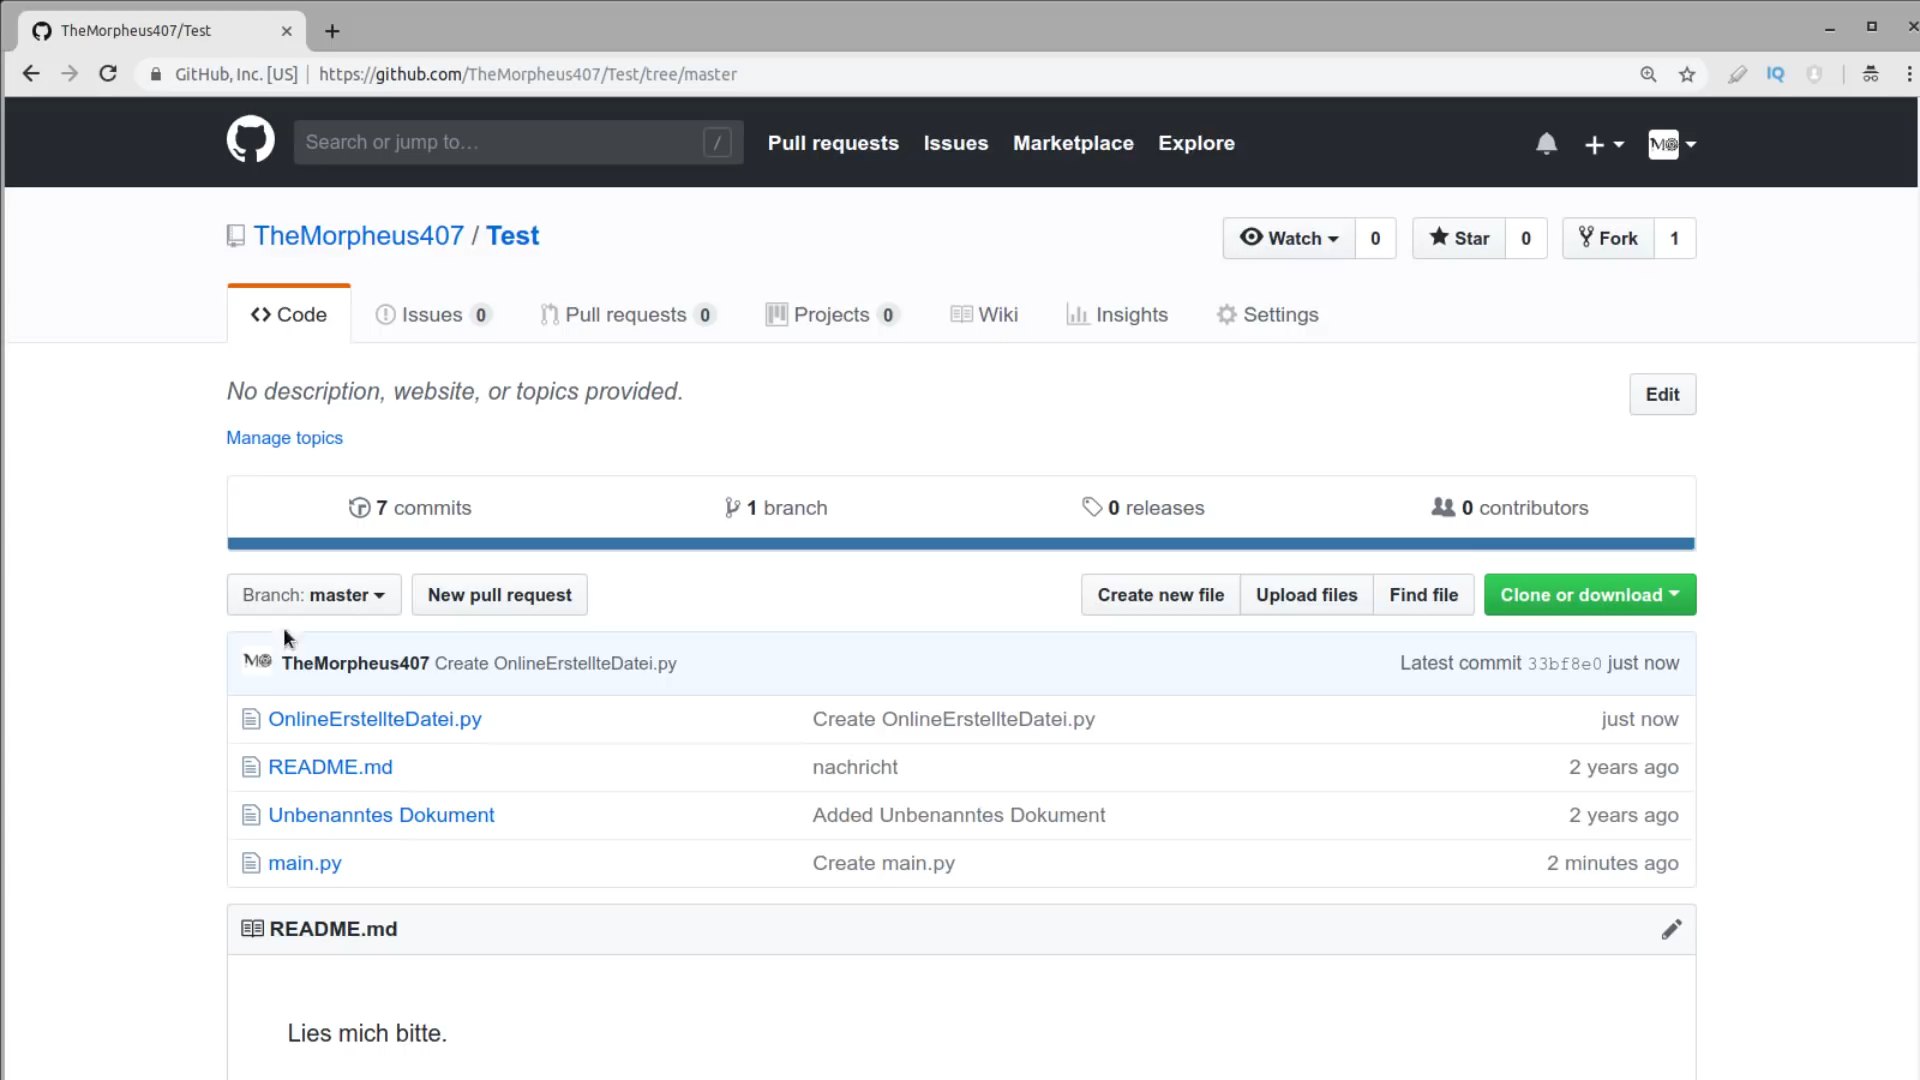 TheMorpheus407/Test
GitHub, Inc. [US] https://github.com/TheMorpheus407/Test/tree/master IQ
Search or jump to… / Pull requests Issues Marketplace Explore
TheMorpheus407 / Test Watch 0 Star 0 Fork 1
Code Issues 0 Pull requests 0 Projects 0 Wiki Insights Settings
No description, website, or topics provided. Edit
Manage topics
7 commits 1 branch 0 releases 0 contributors
Branch: master New pull request Create new file Upload files Find file Clone or download
TheMorpheus407 Create OnlineErstellteDatei.py Latest commit 33bf8e0 just now
OnlineErstellteDatei.py Create OnlineErstellteDatei.py just now
README.md nachricht 2 years ago
Unbenanntes Dokument Added Unbenanntes Dokument 2 years ago
main.py Create main.py 2 minutes ago
README.md
Lies mich bitte.